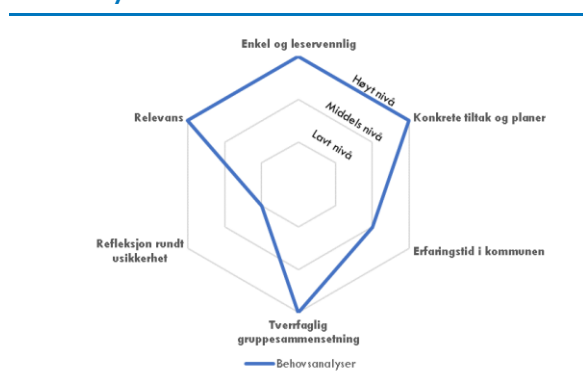 Enkel og leservennlig
Høyt nivå
Relevans
Middels nivå
Konkrete tiltak og planer
Lavt nivå
Refleksjon rundt
usikkerhet
Erfaringstid i kommunen
Tverrfaglig
gruppesammensetning
Behovsanalyser